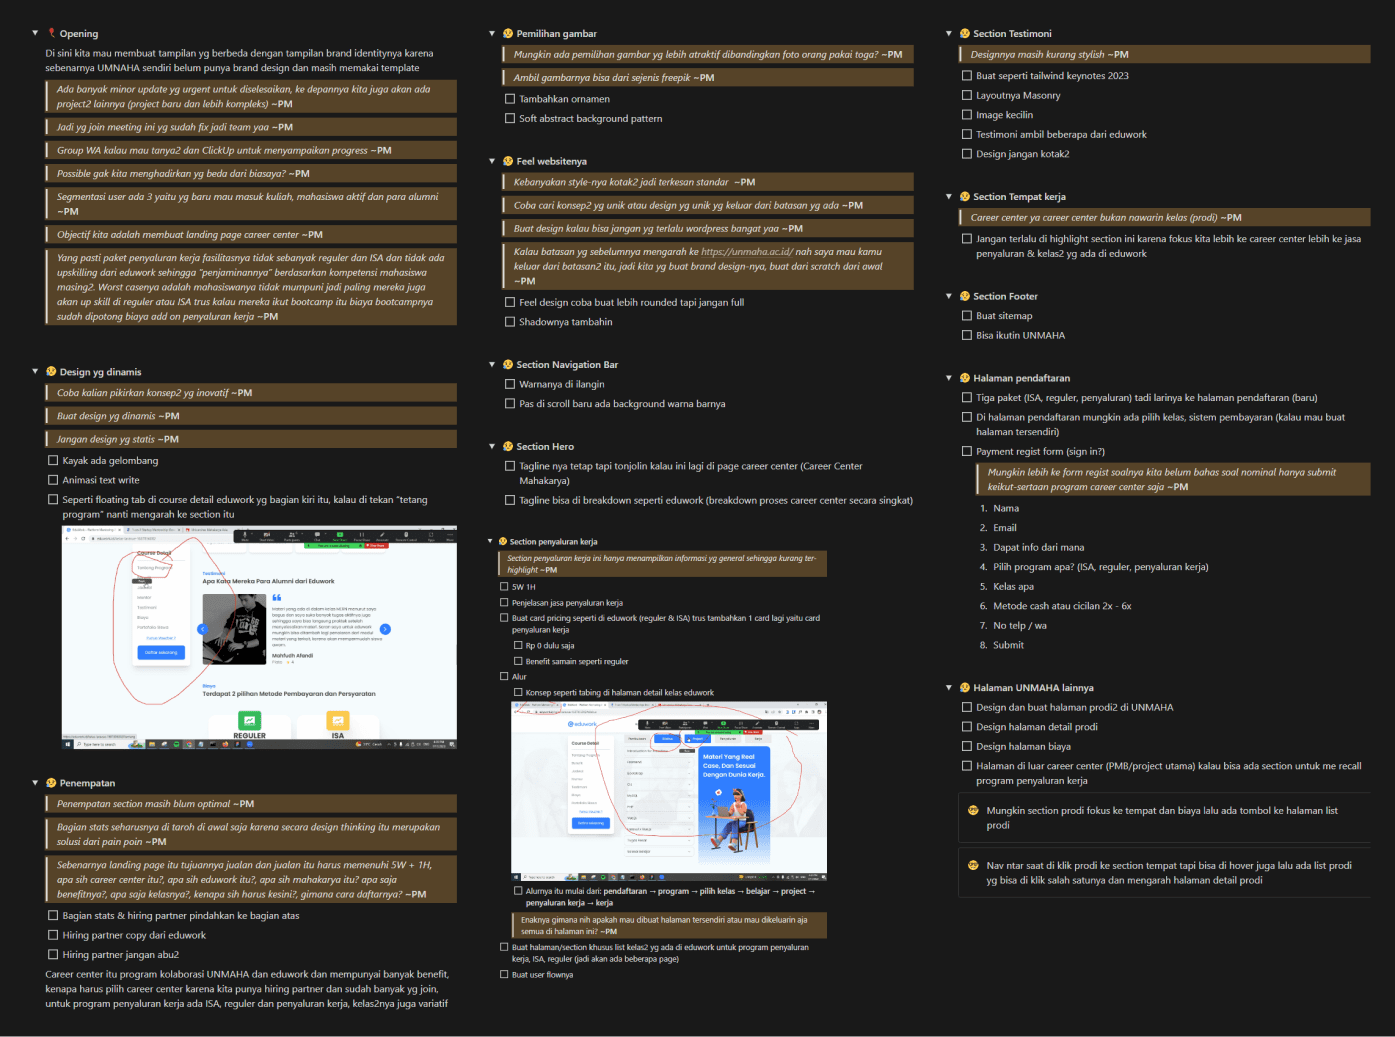 Opening
Di sini kita mau membuat tampilan yg berbeda dengan tampilan brand identitynya karena
sebenarnya UMNAHA sendiri belum punya brand design dan masih memakai template
Ada banyak minor update yg urgent untuk diselesaikan, ke depannya kita juga akan ada
project2 lainnya (project baru dan lebih kompleks) ~PM
Jadi yg join meeting ini yg sudah fix jadi team yaa ~PM
Group WA kalau mau tanya2 dan ClickUp untuk menyampaikan progress ~PM
Possible gak kita menghadirkan yg beda dari biasaya? ~PM
Segmentasi user ada 3 yaitu yg baru mau masuk kuliah, mahasiswa aktif dan para alumni
~PM
Objectif kita adalah membuat landing page career center ~PM
Yang pasti paket penyaluran kerja fasilitasnya tidak sebanyak reguler dan ISA dan tidak ada
upskilling dari eduwork sehingga "penjaminannya" berdasarkan kompetensi mahasiswa
masing2. Worst casenya adalah mahasiswanya tidak mumpuni jadi paling mereka juga
akan up skill di reguler atau ISA trus kalau mereka ikut bootcamp itu biaya bootcampnya
sudah dipotong biaya add on penyaluran kerja ~PM
Design yg dinamis
Coba kalian pikirkan konsep2 yg inovatif ~PM
Buat design yg dinamis ~PM
Jangan design yg statis ~PM
Kayak ada gelombang
Animasi text write
Seperti floating tab di course detail eduwork yg bagian kiri itu, kalau di tekan "tetang
program" nanti mengarah ke section itu
Course Detail
Tentang Program
Testimoni
Biaya
Daftar Sekarang
Testimoni
Apa Kata Mereka Para Alumni dari Eduwork
Mahfudh Afendi
Biaya
Terdapat 2 pilihan Metode Pembayaran dan Persyaratan
REGULER
ISA
Penempatan
Penempatan section masih blum optimal ~PM
Bagian stats seharusnya di taroh di awal saja karena secara design thinking itu merupakan
solusi dari pain poin ~PM
Sebenarnya landing page itu tujuannya jualan dan jualan itu harus memenuhi 5W + 1H,
apa sih career center itu?, apa sih eduwork itu?, apa sih mahakarya itu? apa saja
benefitnya?, apa saja kelasnya?, kenapa sih harus kesini?, gimana cara daftarnya? ~PM
Bagian stats & hiring partner pindahkan ke bagian atas
Hiring partner copy dari eduwork
Hiring partner jangan abu2
Career center itu program kolaborasi UNMAHA dan eduwork dan mempunyai banyak benefit,
kenapa harus pilih career center karena kita punya hiring partner dan sudah banyak yg join,
untuk program penyaluran kerja ada ISA, reguler dan penyaluran kerja, kelas2nya juga variatif
Pemilihan gambar
Mungkin ada pemilihan gambar yg lebih atraktif dibandingkan foto orang pakai toga? ~PM
Ambil gambarnya bisa dari sejenis freepik ~PM
Tambahkan ornamen
Soft abstract background pattern
Feel websitenya
Kebanyakan style-nya kotak2 jadi terkesan standar ~PM
Coba cari konsep2 yg unik atau design yg unik yg keluar dari batasan yg ada ~PM
Buat design kalau bisa jangan yg terlalu wordpress bangat yaa ~PM
Kalau batasan yg sebelumnya mengarah ke https://unmaha.ac.id/ nah saya mau kamu
keluar dari batasan2 itu, jadi kita yg buat brand design-nya, buat dari scratch dari awal
~PM
Feel design coba buat lebih rounded tapi jangan full
Shadownya tambahin
Section Navigation Bar
Warnanya di ilangin
Pas di scroll baru ada background warna barnya
Section Hero
Tagline nya tetap tapi tonjolin kalau ini lagi di page career center (Career Center
Mahakarya)
Tagline bisa di breakdown seperti eduwork (breakdown proses career center secara singkat)
Section penyaluran kerja
Section penyaluran kerja ini hanya menampilkan informasi yg general sehingga kurang ter-
highlight ~PM
5W 1H
Penjelasan jasa penyaluran kerja
Buat card pricing seperti di eduwork (reguler & ISA) trus tambahkan 1 card lagi yaitu card
penyaluran kerja
Rp 0 dulu saja
Benefit samain seperti reguler
Alur
Konsep seperti tabing di halaman detail kelas eduwork
eduwork
Course Detail
Materi Yang Real
Case, Dan Sesuai
Dengan Dunia Kerja.
Daftar Sekarang
Alurnya itu mulai dari: pendaftaran → program → pilih kelas → belajar → project →
penyaluran kerja → kerja
Enaknya gimana nih apakah mau dibuat halaman tersendiri atau mau dikeluarin aja
semua di halaman ini? ~PM
Buat halaman/section khusus list kelas2 yg ada di eduwork untuk program penyaluran
kerja, ISA, reguler (jadi akan ada beberapa page)
Buat user flownya
Section Testimoni
Designnya masih kurang stylish ~PM
Buat seperti tailwind keynotes 2023
Layoutnya Masonry
Image kecilin
Testimoni ambil beberapa dari eduwork
Design jangan kotak2
Section Tempat kerja
Career center ya career center bukan nawarin kelas (prodi) ~PM
Jangan terlalu di highlight section ini karena fokus kita lebih ke career center lebih ke jasa
penyaluran & kelas2 yg ada di eduwork
Section Footer
Buat sitemap
Bisa ikutin UNMAHA
Halaman pendaftaran
Tiga paket (ISA, reguler, penyaluran) tadi larinya ke halaman pendaftaran (baru)
Di halaman pendaftaran mungkin ada pilih kelas, sistem pembayaran (kalau mau buat
halaman tersendiri)
Payment regist form (sign in?)
Mungkin lebih ke form regist soalnya kita belum bahas soal nominal hanya submit
keikut-sertaan program career center saja ~PM
1. Nama
2. Email
3. Dapat info dari mana
4. Pilih program apa? (ISA, reguler, penyaluran kerja)
5. Kelas apa
6. Metode cash atau cicilan 2x - 6x
7. No telp / wa
8. Submit
Halaman UNMAHA lainnya
Design dan buat halaman prodi2 di UNMAHA
Design halaman detail prodi
Design halaman biaya
Halaman di luar career center (PMB/project utama) kalau bisa ada section untuk me recall
program penyaluran kerja
Mungkin section prodi fokus ke tempat dan biaya lalu ada tombol ke halaman list
prodi
Nav ntar saat di klik prodi ke section tempat tapi bisa di hover juga lalu ada list prodi
yg bisa di klik salah satunya dan mengarah halaman detail prodi